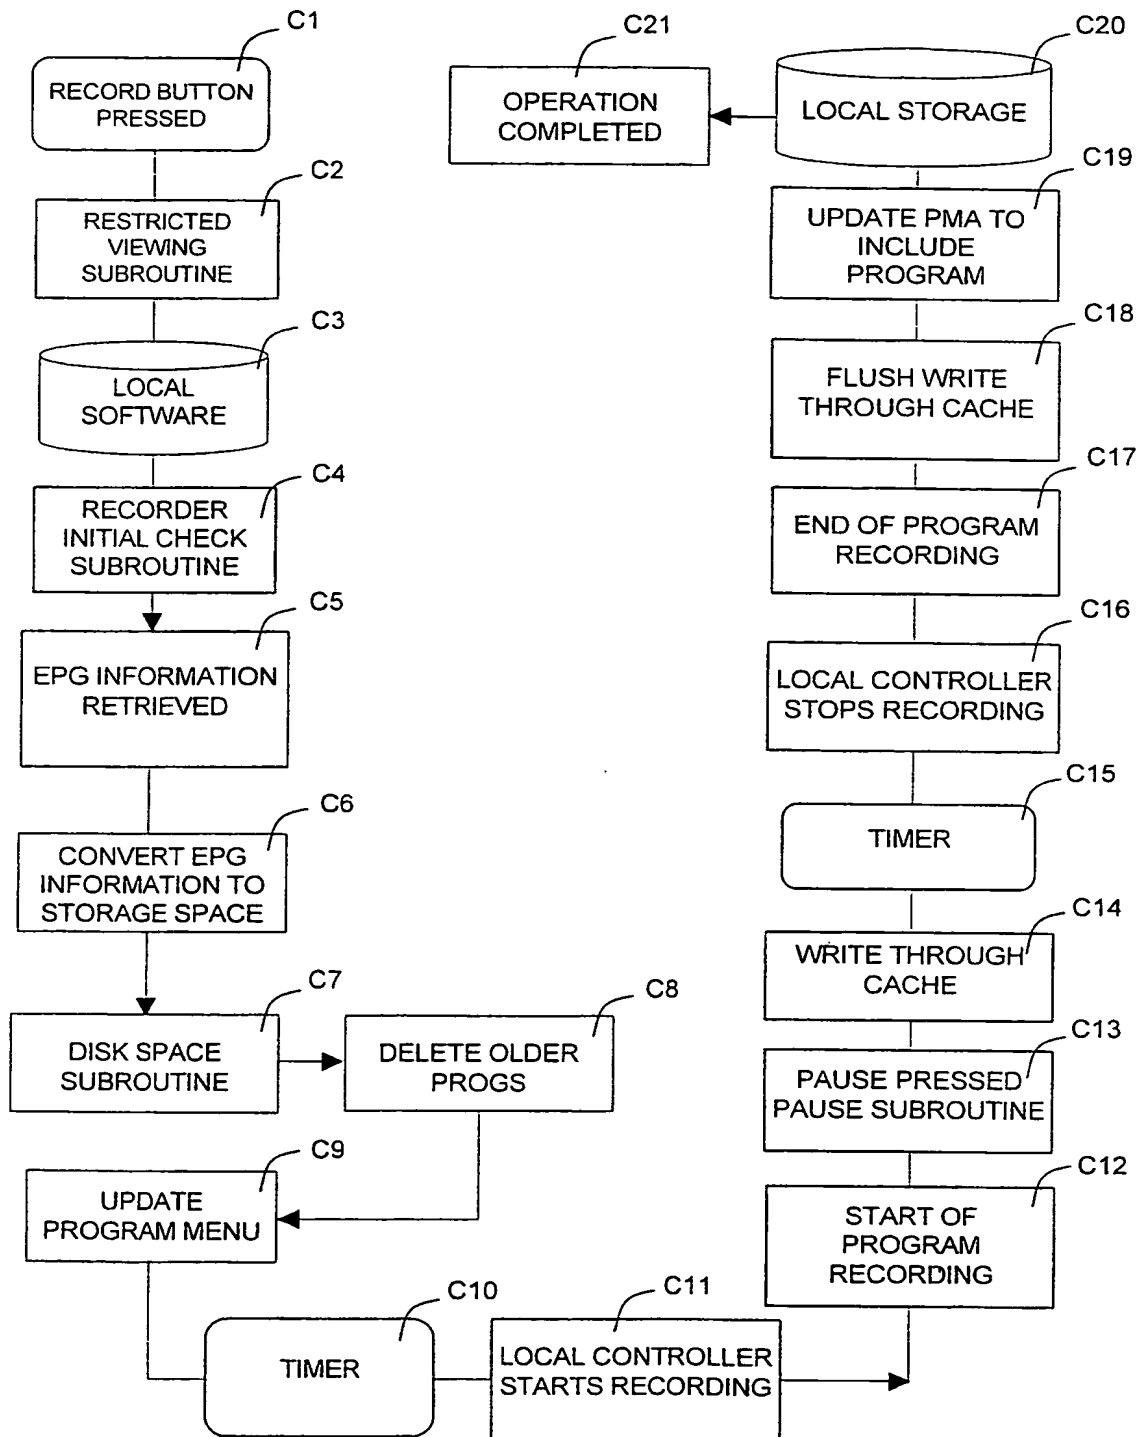 C1
RECORD BUTTON
PRESSED
C2
RESTRICTED
VIEWING
SUBROUTINE
C3
LOCAL
SOFTWARE
C4
RECORDER
INITIAL CHECK
SUBROUTINE
C5
EPG INFORMATION
RETRIEVED
C6
CONVERT EPG
INFORMATION TO
STORAGE SPACE
C7
DISK SPACE
SUBROUTINE
C8
DELETE OLDER
PROGS
C9
UPDATE
PROGRAM MENU
C10
TIMER
C11
LOCAL CONTROLLER
STARTS RECORDING
C12
START OF
PROGRAM
RECORDING
C13
PAUSE PRESSED
PAUSE SUBROUTINE
C14
WRITE THROUGH
CACHE
C15
TIMER
C16
LOCAL CONTROLLER
STOPS RECORDING
C17
END OF PROGRAM
RECORDING
C18
FLUSH WRITE
THROUGH CACHE
C19
UPDATE PMA TO
INCLUDE
PROGRAM
C20
LOCAL STORAGE
C21
OPERATION
COMPLETED